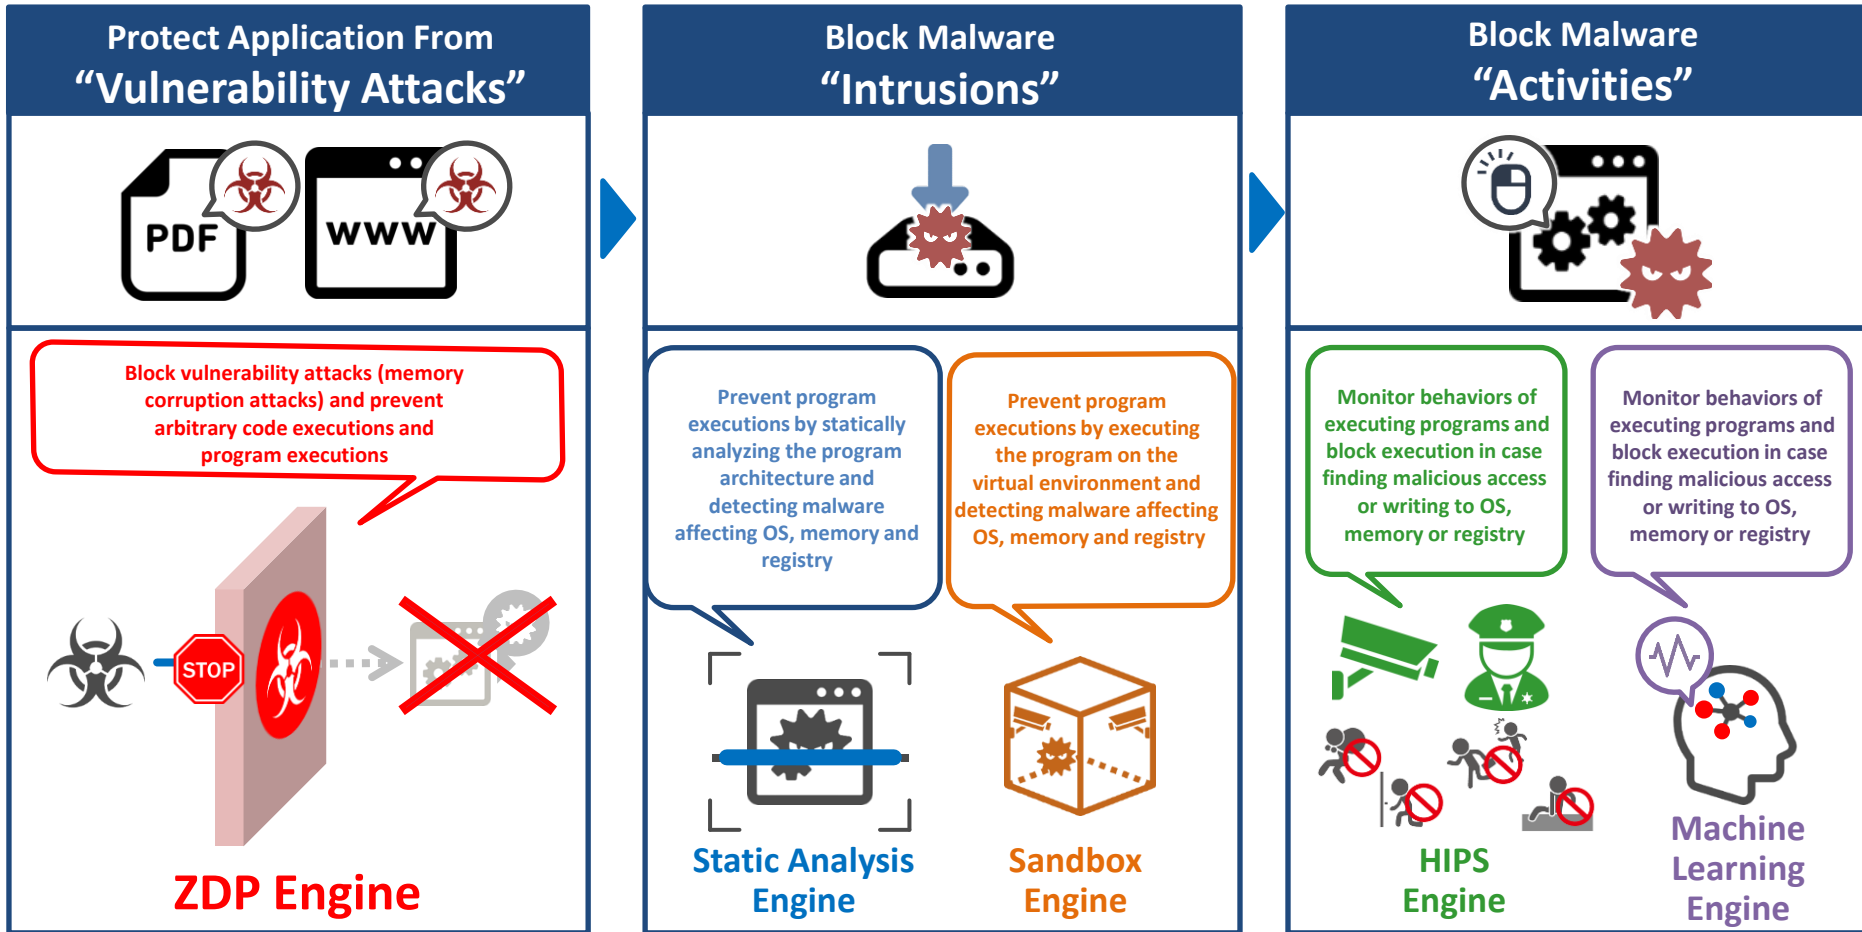 Protect Application From
“Vulnerability Attacks”
PDF
WWW
Block vulnerability attacks (memory
corruption attacks) and prevent
arbitrary code executions and
program executions
STOP
ZDP Engine
Block Malware
“Intrusions”
Prevent program
executions by statically
analyzing the program
architecture and
detecting malware
affecting OS, memory and
registry
Static Analysis
Engine
Prevent program
executions by executing
the program on the
virtual environment and
detecting malware affecting
OS, memory and registry
Sandbox
Engine
Block Malware
“Activities”
Monitor behaviors of
executing programs and
block execution in case
finding malicious access
or writing to OS,
memory or registry
HIPS
Engine
Monitor behaviors of
executing programs and
block execution in case
finding malicious access
or writing to OS,
memory or registry
Machine
Learning
Engine